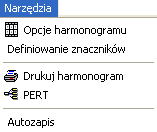 Narzędzia
Opcje harmonogramu
Definiowanie znaczników
Drukuj harmonogram
PERT
Autozapis